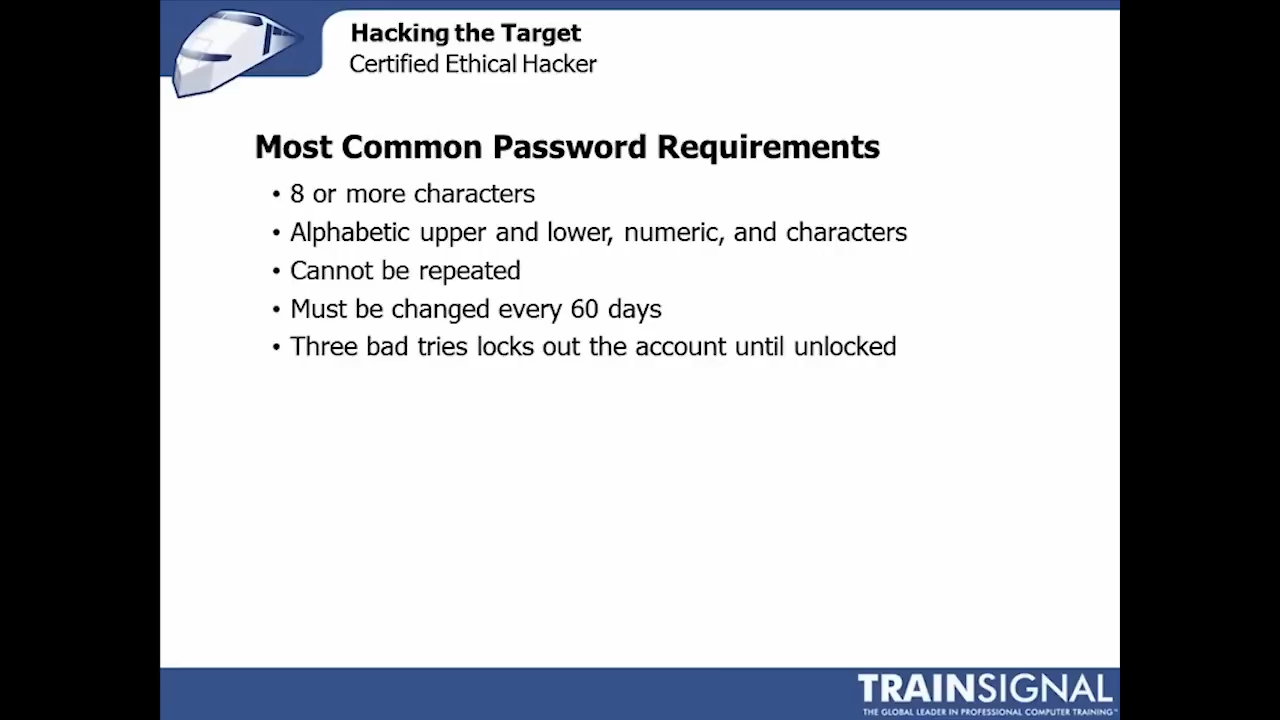 Hacking the Target
Certified Ethical Hacker
Most Common Password Requirements
• 8 or more characters
• Alphabetic upper and lower, numeric, and characters
• Cannot be repeated
• Must be changed every 60 days
• Three bad tries locks out the account until unlocked
TRAINSIGNAL
THE GLOBAL LEADER IN PROFESSIONAL COMPUTER TRAINING™